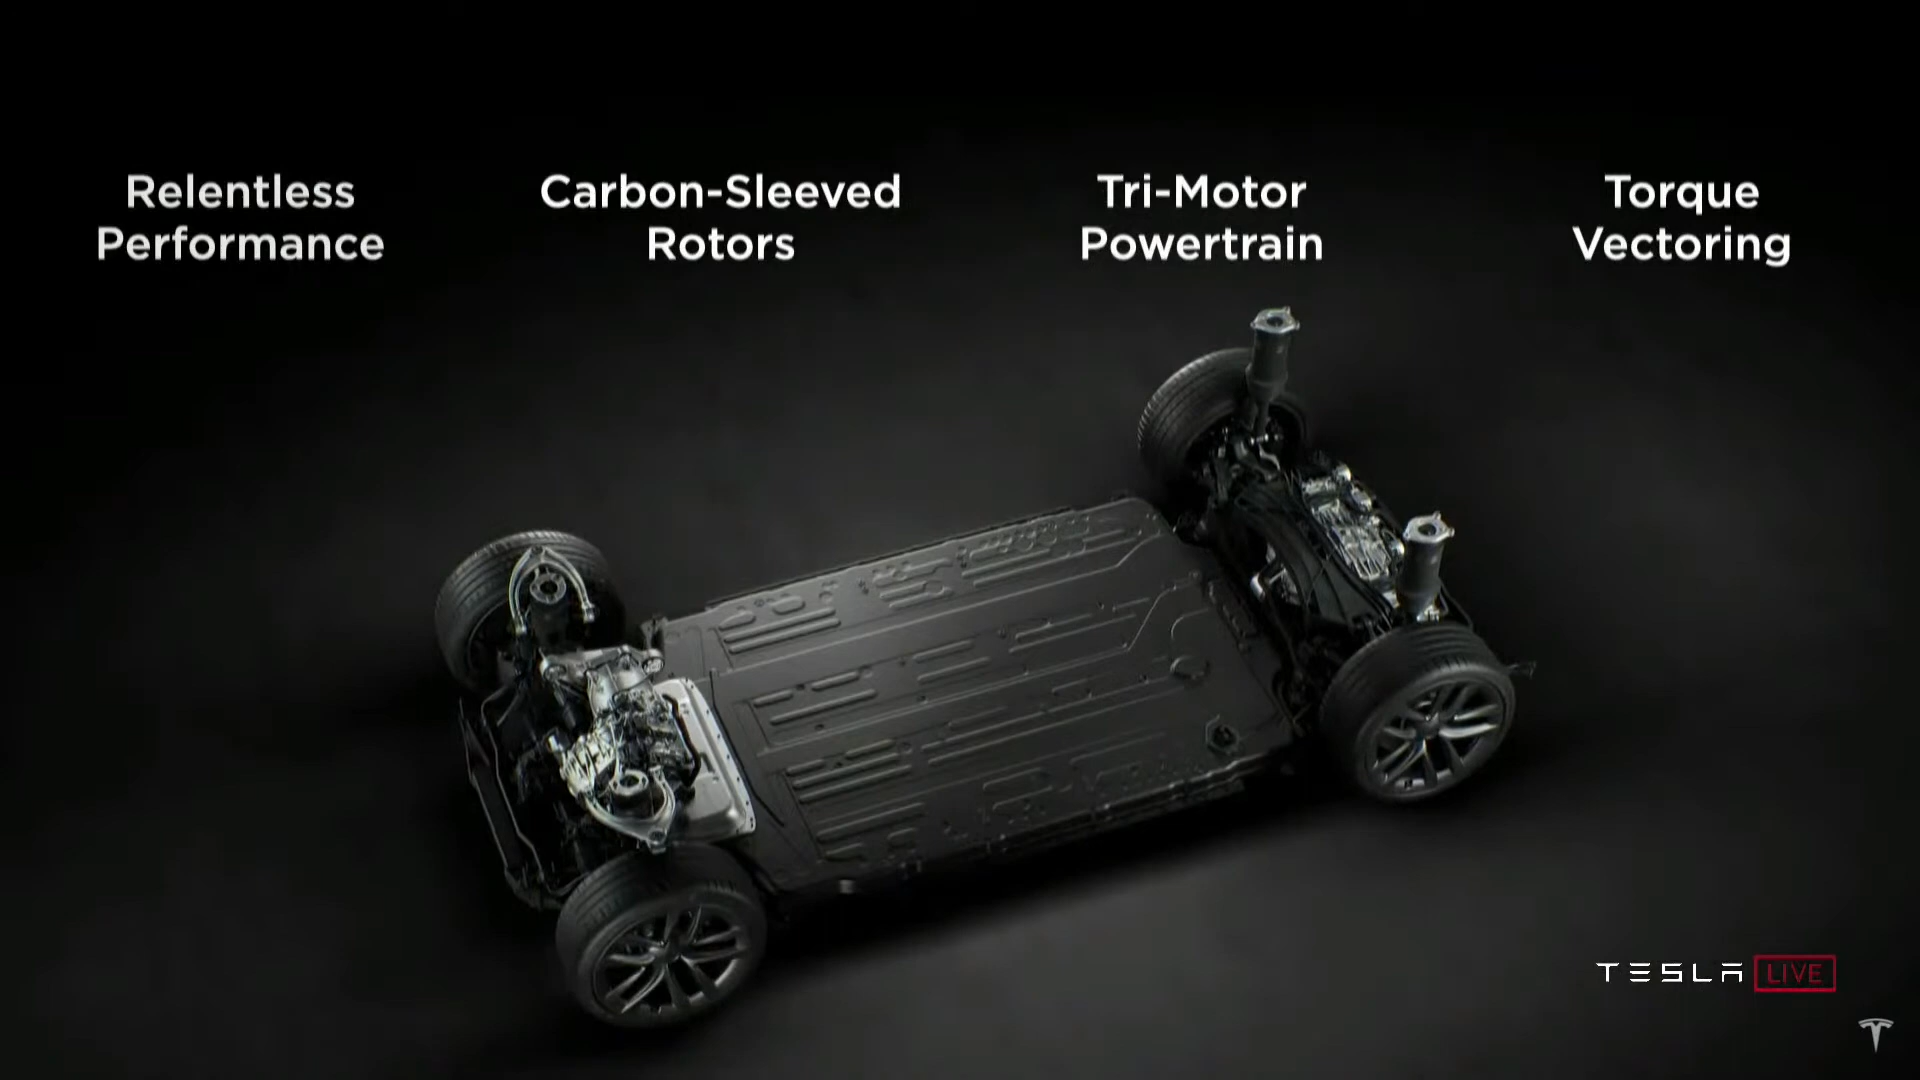 Relentless
Performance
Carbon-Sleeved
Rotors
Tri-Motor
Powertrain
Torque
Vectoring
TESLA LIVE